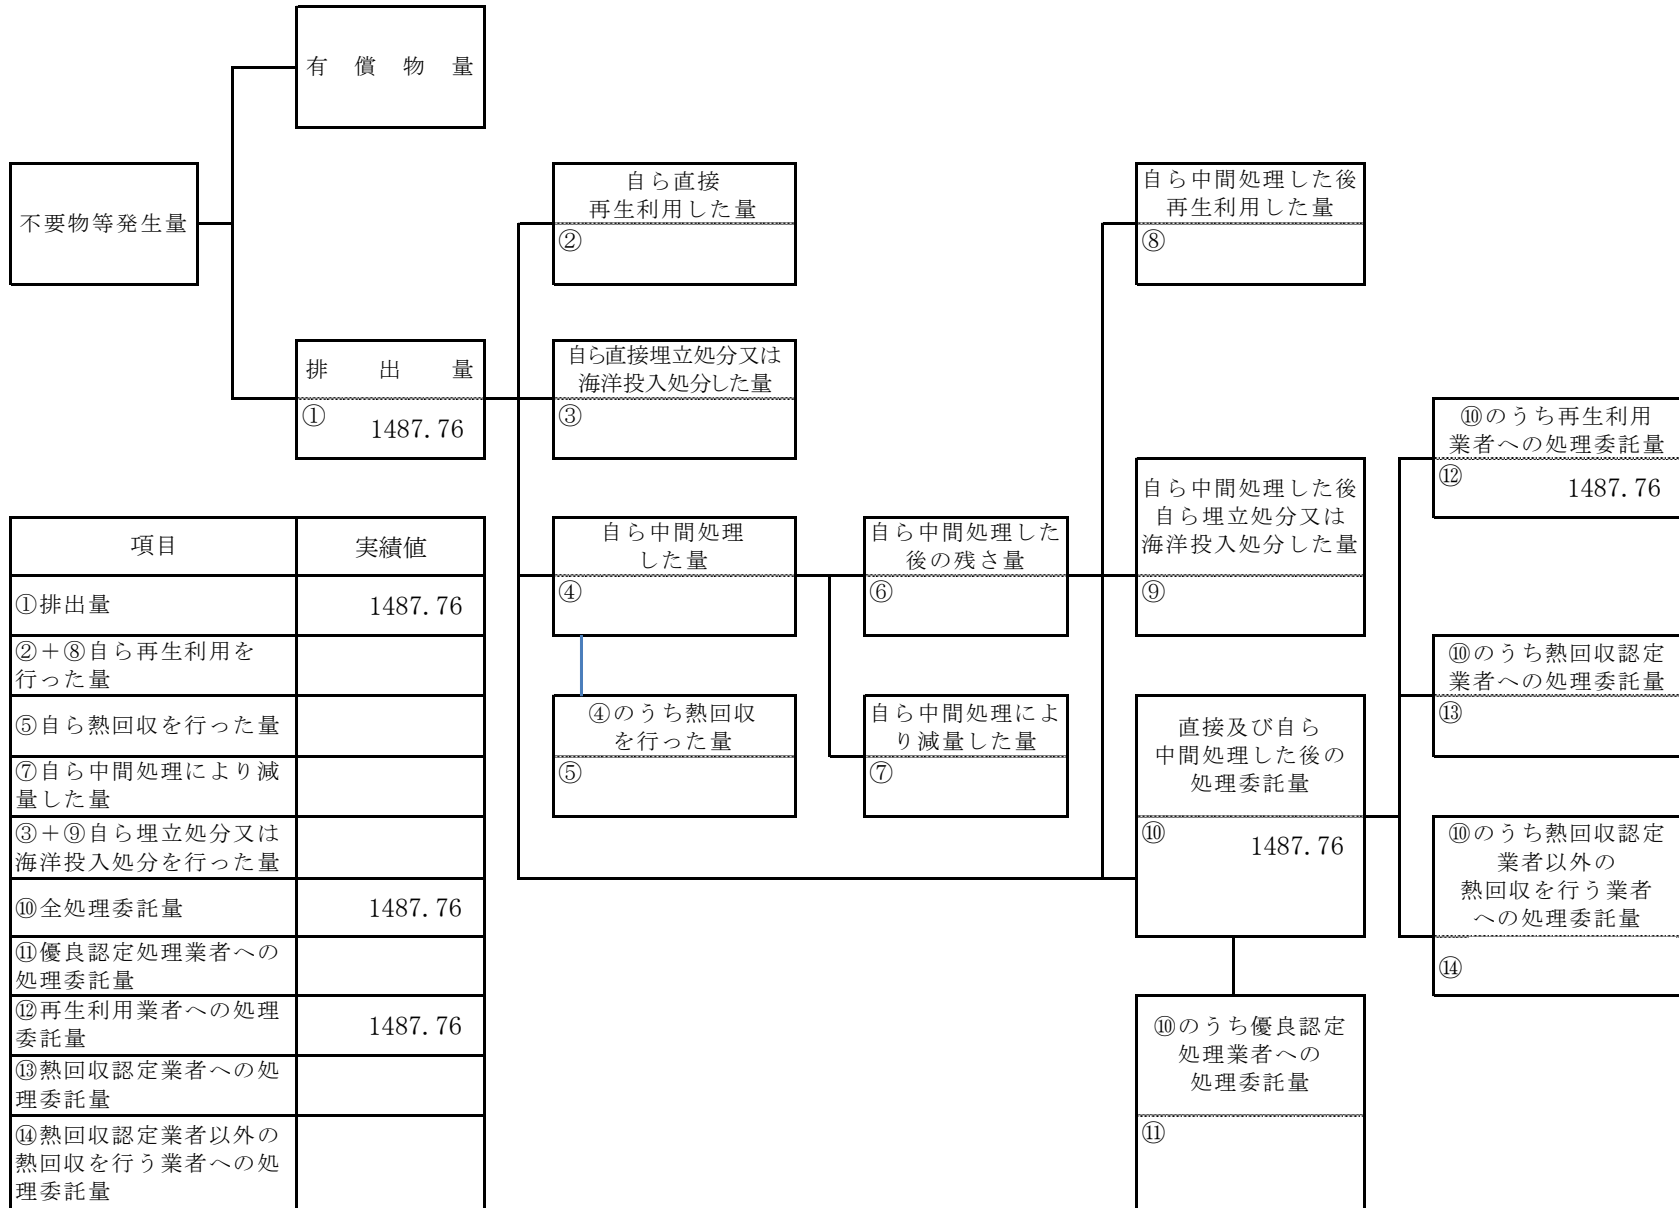 有償物量
不要物等発生量
排出量
① 1487.76
自ら直接
再生利用した量
②
自ら直接埋立処分又は
海洋投入処分した量
③
自ら中間処理
した量
④
④のうち熱回収
を行った量
⑤
自ら中間処理した
後の残さ量
⑥
自ら中間処理によ
り減量した量
⑦
自ら中間処理した後
再生利用した量
⑧
自ら中間処理した後
自ら埋立処分又は
海洋投入処分した量
⑨
直接及び自ら
中間処理した後の
処理委託量
⑩ 1487.76
⑩のうち優良認定
処理業者への
処理委託量
⑪
⑩のうち再生利用
業者への処理委託量
⑫ 1487.76
⑩のうち熱回収認定
業者への処理委託量
⑬
⑩のうち熱回収認定
業者以外の
熱回収を行う業者
への処理委託量
⑭
項目 実績値
①排出量 1487.76
②+⑧自ら再生利用を
行った量
⑤自ら熱回収を行った量
⑦自ら中間処理により減
量した量
③+⑨自ら埋立処分又は
海洋投入処分を行った量
⑩全処理委託量 1487.76
⑪優良認定処理業者への
処理委託量
⑫再生利用業者への処理
委託量 1487.76
⑬熱回収認定業者への処
理委託量
⑭熱回収認定業者以外の
熱回収を行う業者への処
理委託量